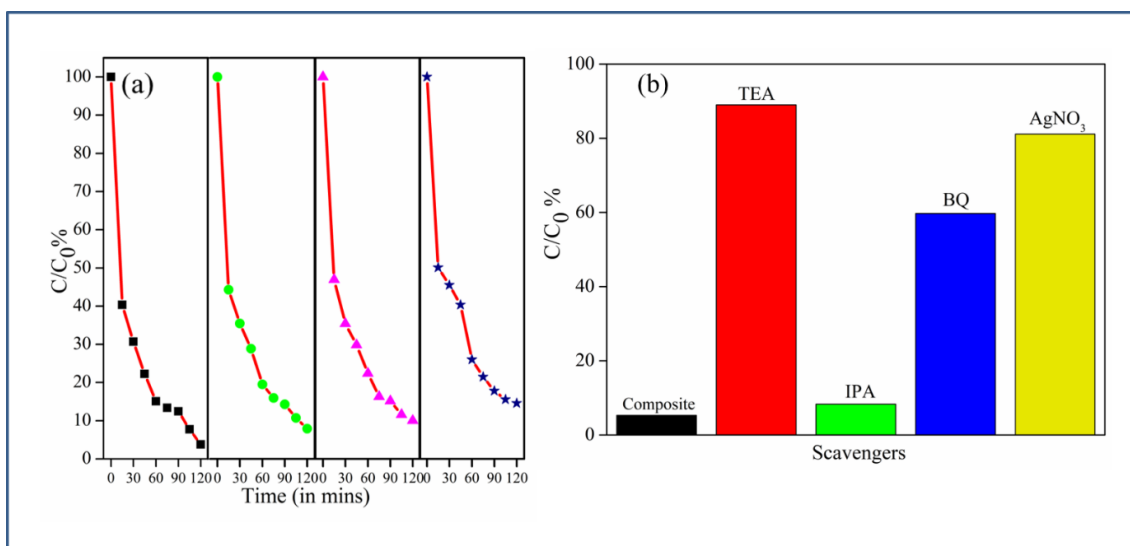 (a)
C/C0%
100
90
80
70
60
50
40
30
20
10
0
0 30 60 90 120 0 30 60 90 120 0 30 60 90 120 0 30 60 90 120
Time (in mins)
(b)
C/C0 %
100
80
60
40
20
0
Composite
TEA
IPA
BQ
AgNO3
Scavengers